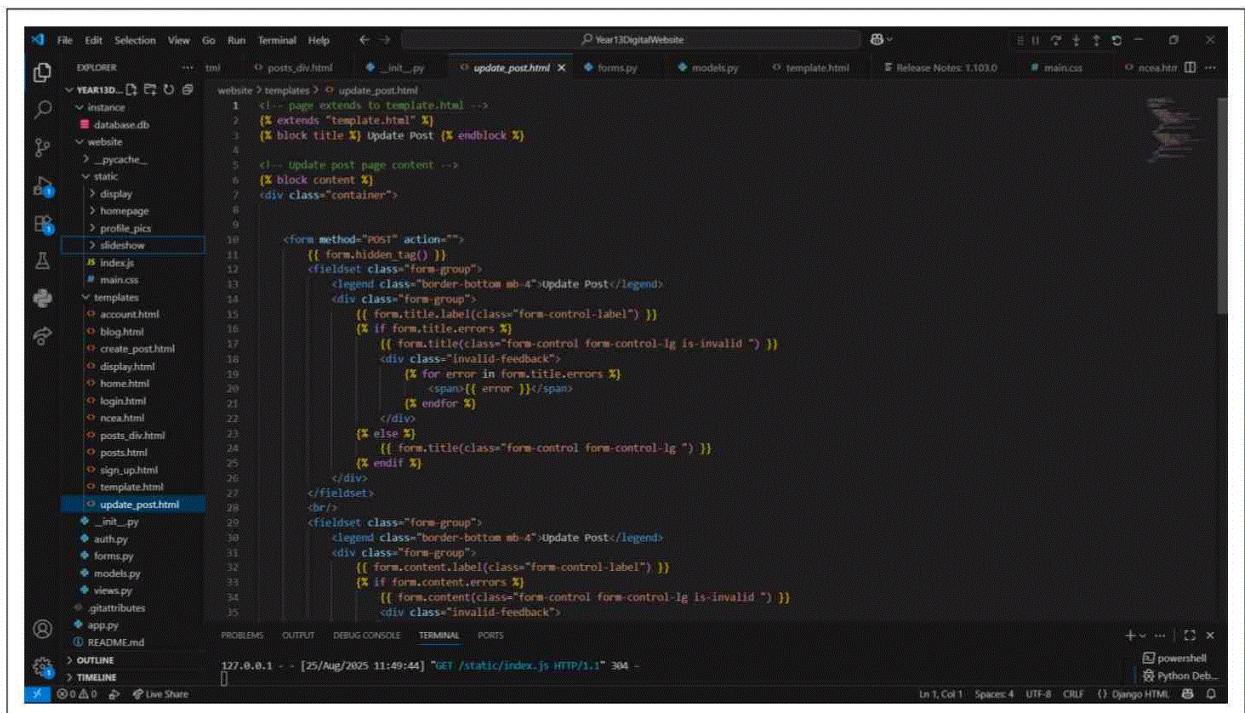 File Edit Selection View Go Run Terminal Help
Year13DigitalWebsite
EXPLORER
tml
posts_div.html
__init__.py
update_post.html
forms.py
models.py
template.html
Release Notes: 1.103.0
main.css
ncea.htm
YEAR13D...
instance
database.db
website
__pycache__
static
display
homepage
profile_pics
slideshow
JS index.js
# main.css
templates
account.html
blog.html
create_post.html
display.html
home.html
login.html
ncea.html
posts_div.html
posts.html
sign_up.html
template.html
update_post.html
__init__.py
auth.py
forms.py
models.py
views.py
.gitattributes
app.py
README.md
OUTLINE
TIMELINE
website > templates > update_post.html
1 <!-- page extends to template.html -->
2 {% extends "template.html" %}
3 {% block title %} Update Post {% endblock %}
4
5 <!-- Update post page content -->
6 {% block content %}
7 <div class="container">
8
9
10 <form method="POST" action="">
11 {{ form.hidden_tag() }}
12 <fieldset class="form-group">
13 <legend class="border-bottom mb-4">Update Post</legend>
14 <div class="form-group">
15 {{ form.title.label(class="form-control-label") }}
16 {% if form.title.errors %}
17 {{ form.title(class="form-control form-control-lg is-invalid ") }}
18 <div class="invalid-feedback">
19 {% for error in form.title.errors %}
20 <span>{{ error }}</span>
21 {% endfor %}
22 </div>
23 {% else %}
24 {{ form.title(class="form-control form-control-lg ") }}
25 {% endif %}
26 </div>
27 </fieldset>
28 <br/>
29 <fieldset class="form-group">
30 <legend class="border-bottom mb-4">Update Post</legend>
31 <div class="form-group">
32 {{ form.content.label(class="form-control-label") }}
33 {% if form.content.errors %}
34 {{ form.content(class="form-control form-control-lg is-invalid ") }}
35 <div class="invalid-feedback">
PROBLEMS OUTPUT DEBUG CONSOLE TERMINAL PORTS
127.0.0.1 - - [25/Aug/2025 11:49:44] "GET /static/index.js HTTP/1.1" 304 -
powershell
Python Deb...
0 0 Live Share
Ln 1, Col 1 Spaces: 4 UTF-8 CRLF {} Django HTML